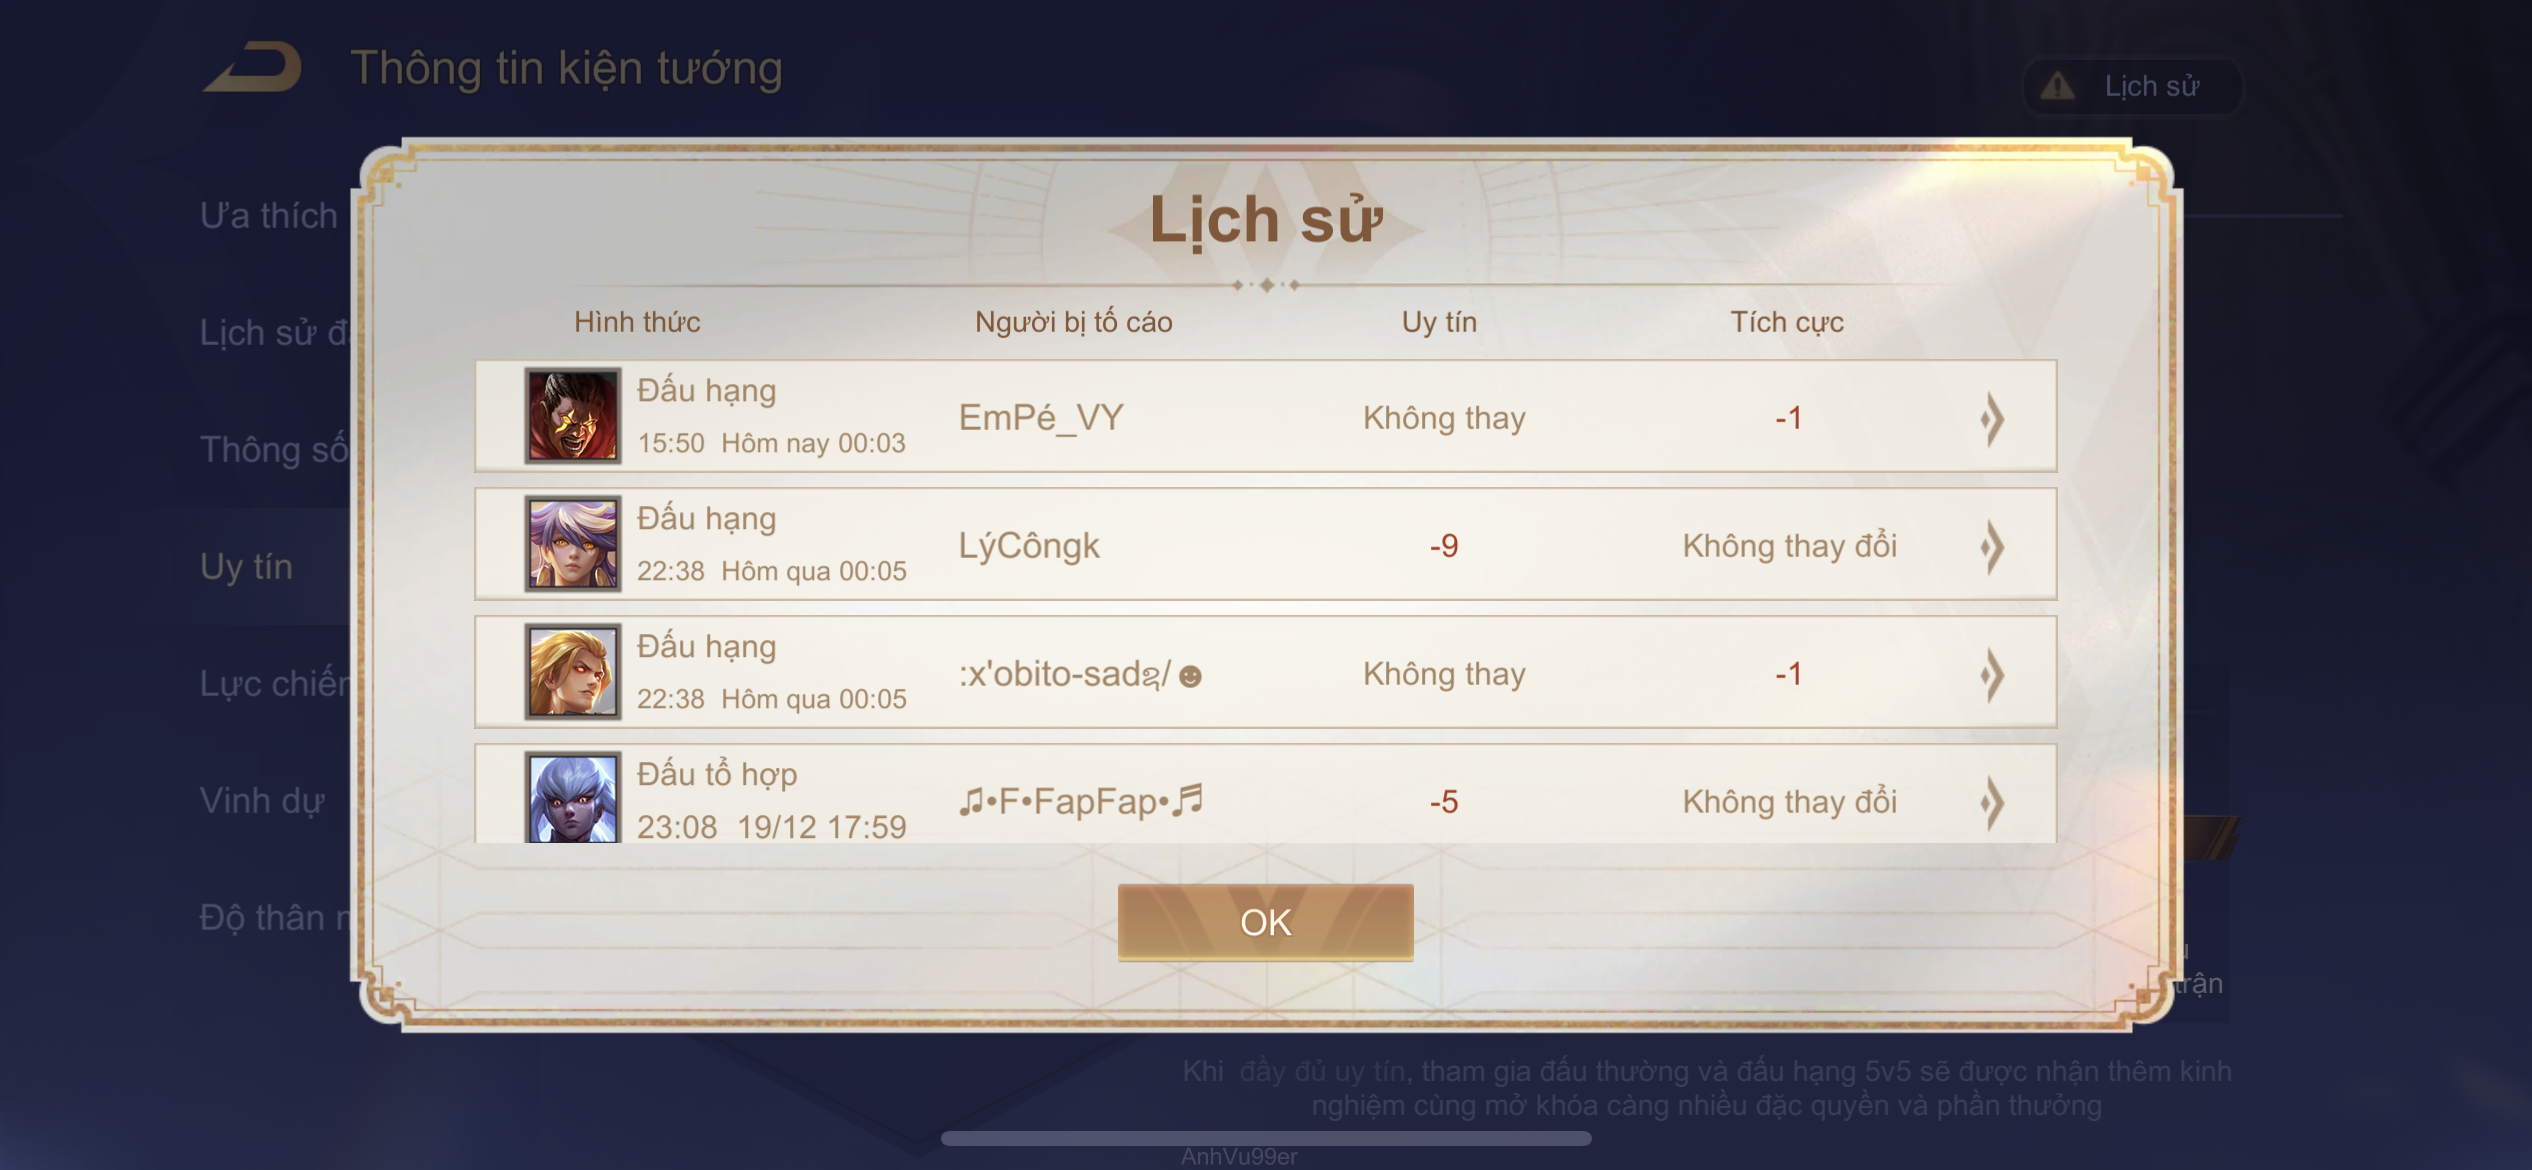 Thông tin kiện tướng
Lịch sử
Ưa thích
Lịch sử
Thông số
Uy tín
Lực chiến
Vinh dự
Độ thân
Lịch sử
Hình thức Người bị tố cáo Uy tín Tích cực
Đấu hạng
15:50 Hôm nay 00:03
EmPé_VY Không thay -1
Đấu hạng
22:38 Hôm qua 00:05
LýCôngk -9 Không thay đổi
Đấu hạng
22:38 Hôm qua 00:05
:x'obito-sadຊ/☻ Không thay -1
Đấu tổ hợp
23:08 19/12 17:59
♫•F•FapFap•♬ -5 Không thay đổi
OK
trận
Khi đầy đủ uy tín, tham gia đấu thường và đấu hạng 5v5 sẽ được nhận thêm kinh
nghiệm cùng mở khóa càng nhiều đặc quyền và phần thưởng
AnhVu99er